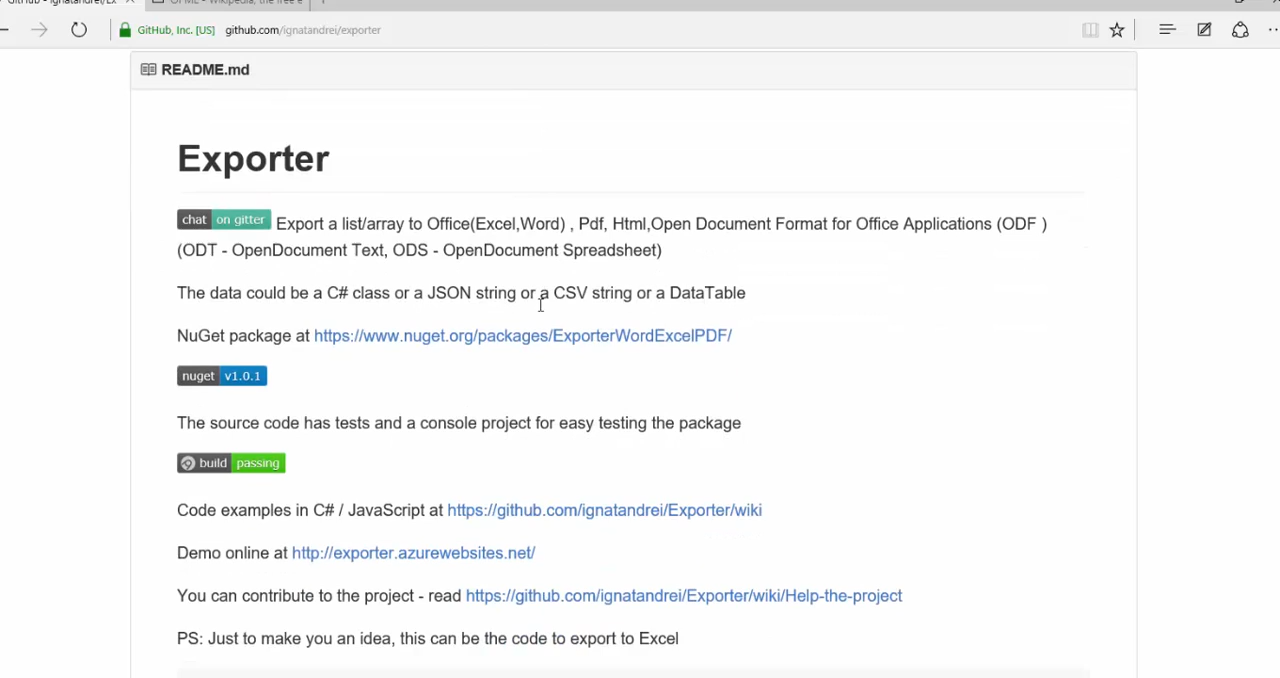 GitHub - ignatandrei/Ex
Wikipedia, the free e
GitHub, Inc. [US] github.com/ignatandrei/exporter
README.md
Exporter
chat on gitter Export a list/array to Office(Excel,Word) , Pdf, Html,Open Document Format for Office Applications (ODF )
(ODT - OpenDocument Text, ODS - OpenDocument Spreadsheet)
The data could be a C# class or a JSON string or a CSV string or a DataTable
NuGet package at https://www.nuget.org/packages/ExporterWordExcelPDF/
nuget v1.0.1
The source code has tests and a console project for easy testing the package
build passing
Code examples in C# / JavaScript at https://github.com/ignatandrei/Exporter/wiki
Demo online at http://exporter.azurewebsites.net/
You can contribute to the project - read https://github.com/ignatandrei/Exporter/wiki/Help-the-project
PS: Just to make you an idea, this can be the code to export to Excel